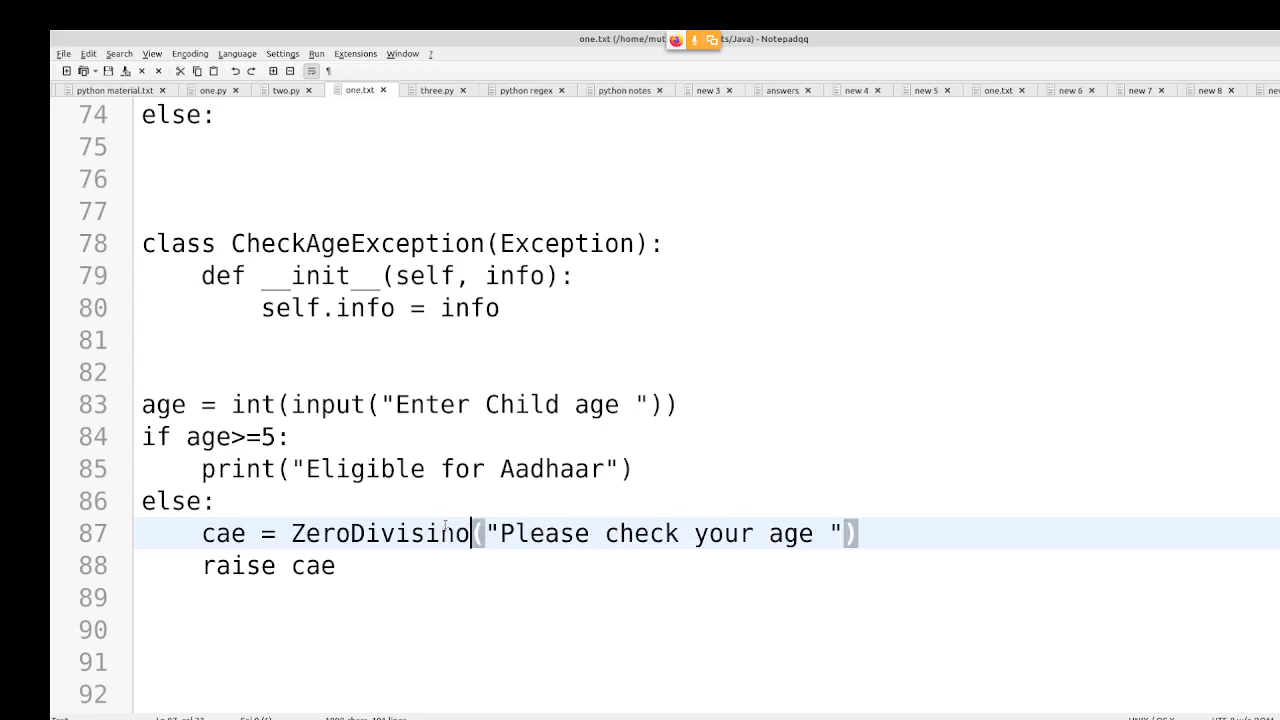 one.txt (/home/mut ts/Java) - Notepadqq
File Edit Search View Encoding Language Settings Run Extensions Window ?
python material.txt one.py two.py one.txt three.py python regex python notes new 3 answers new 4 new 5 one.txt new 6 new 7 new 8 new
74 else:
75
76
77
78 class CheckAgeException(Exception):
79 def __init__(self, info):
80 self.info = info
81
82
83 age = int(input("Enter Child age "))
84 if age>=5:
85 print("Eligible for Aadhaar")
86 else:
87 cae = ZeroDivisino("Please check your age ")
88 raise cae
89
90
91
92